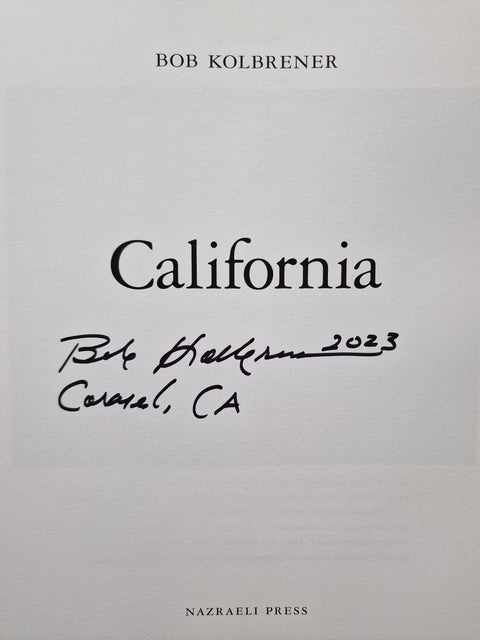 BOB KOLBRENER
California
Bob Kolbrener 2023
Carmel, CA
NAZRAELI PRESS